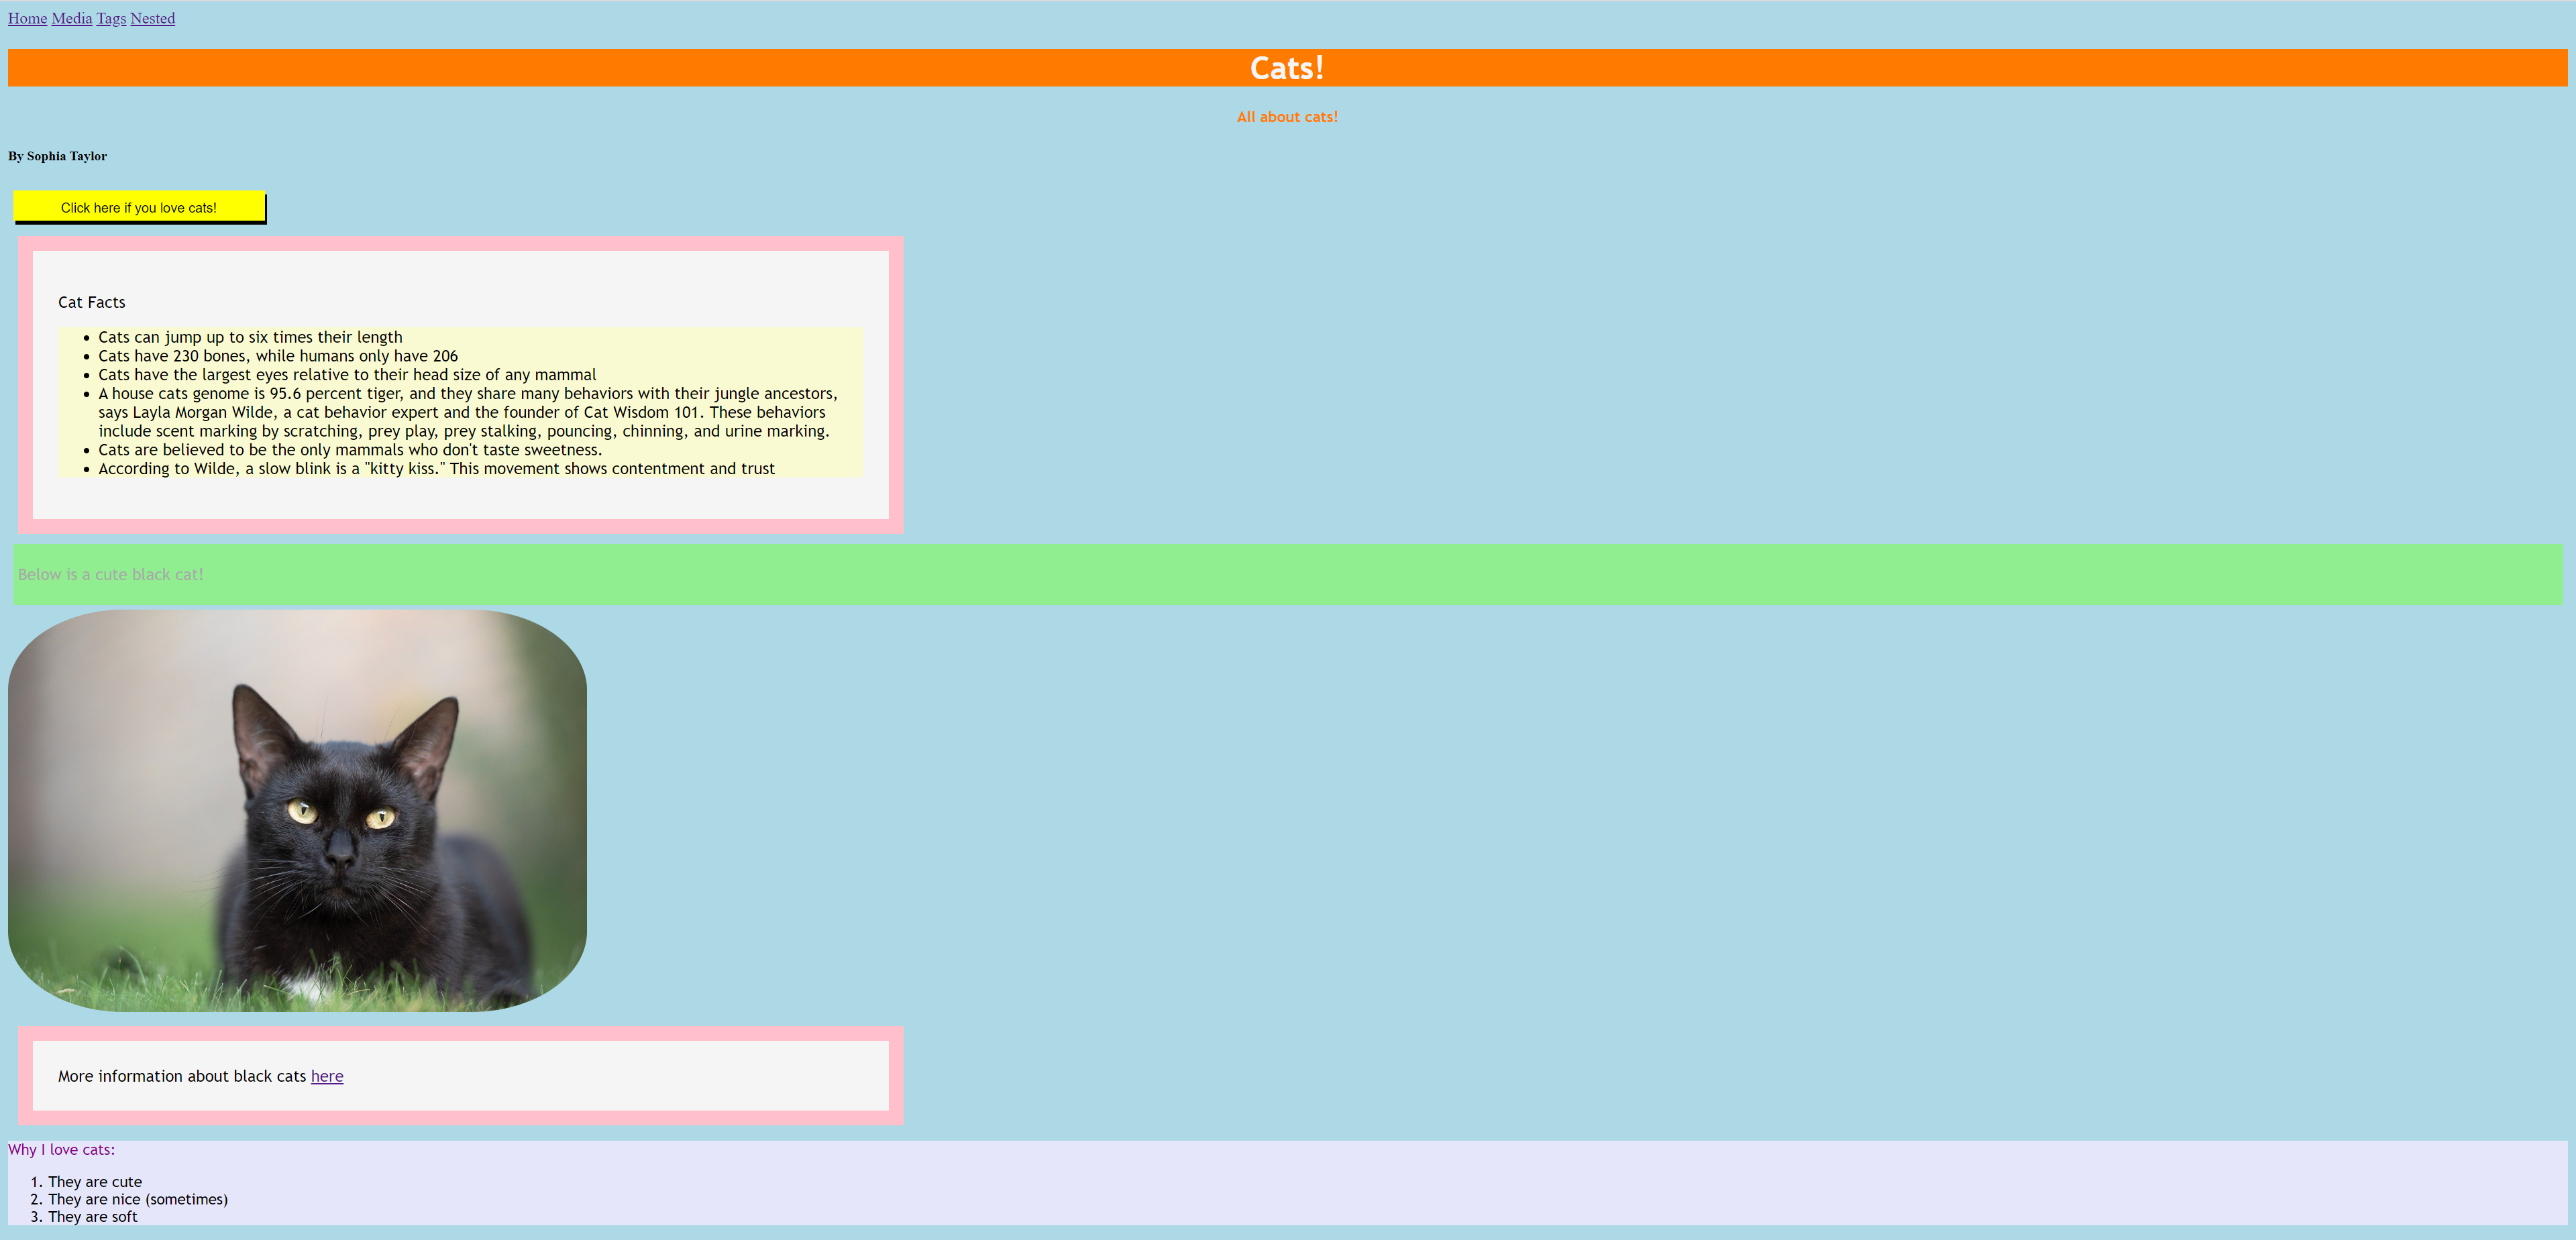 Home Media Tags Nested
Cats!
All about cats!
By Sophia Taylor
Click here if you love cats!
Cat Facts
• Cats can jump up to six times their length
• Cats have 230 bones, while humans only have 206
• Cats have the largest eyes relative to their head size of any mammal
• A house cats genome is 95.6 percent tiger, and they share many behaviors with their jungle ancestors,
says Layla Morgan Wilde, a cat behavior expert and the founder of Cat Wisdom 101. These behaviors
include scent marking by scratching, prey play, prey stalking, pouncing, chinning, and urine marking.
• Cats are believed to be the only mammals who don't taste sweetness.
• According to Wilde, a slow blink is a "kitty kiss." This movement shows contentment and trust
Below is a cute black cat!
More information about black cats here
Why I love cats:
1. They are cute
2. They are nice (sometimes)
3. They are soft